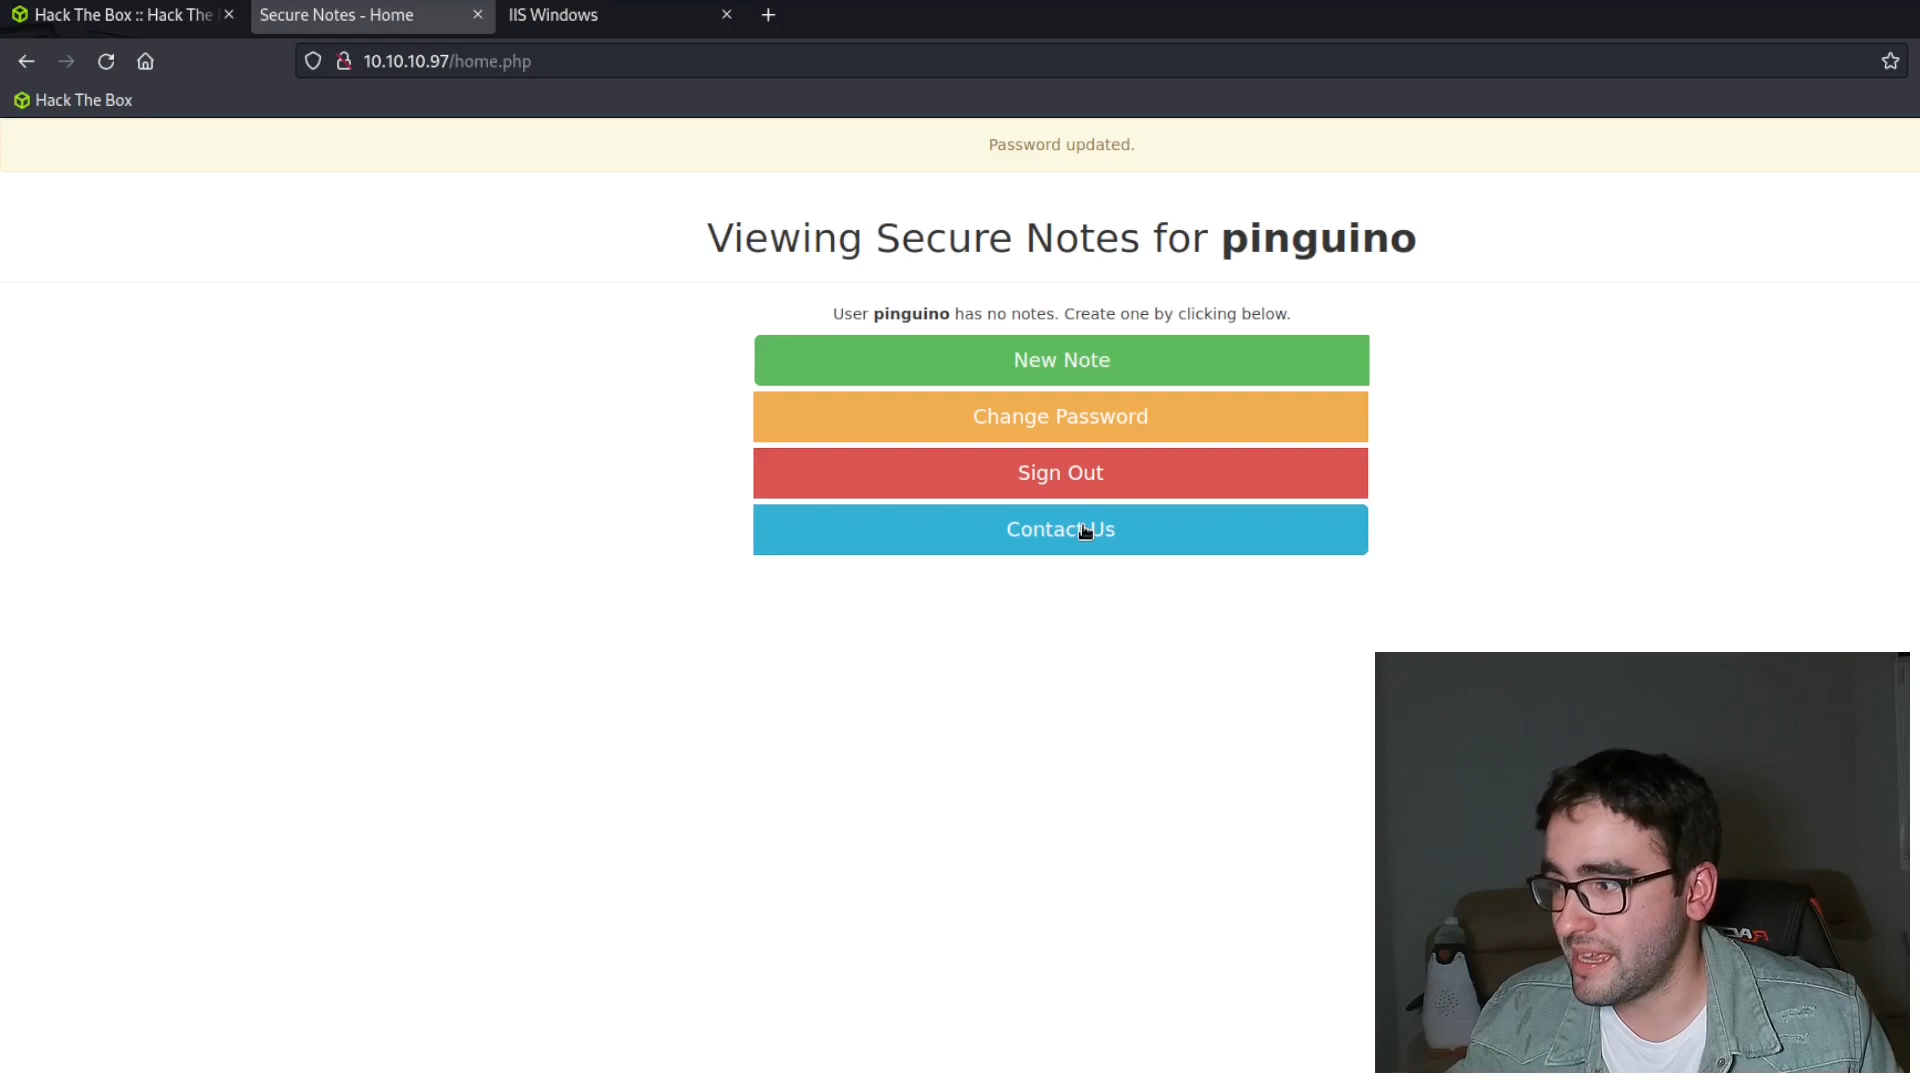 Hack The Box :: Hack The
Secure Notes - Home
IIS Windows
10.10.10.97/home.php
Hack The Box
Password updated.
Viewing Secure Notes for pinguino
User pinguino has no notes. Create one by clicking below.
New Note
Change Password
Sign Out
Contact Us